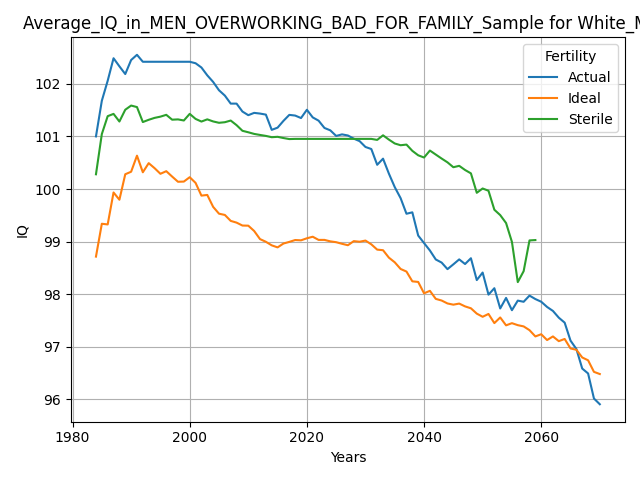 Average_IQ_in_MEN_OVERWORKING_BAD_FOR_FAMILY_Sample for White_M
Fertility
Actual
Ideal
Sterile
102
101
100
99
98
97
96
IQ
1980
2000
2020
2040
2060
Years